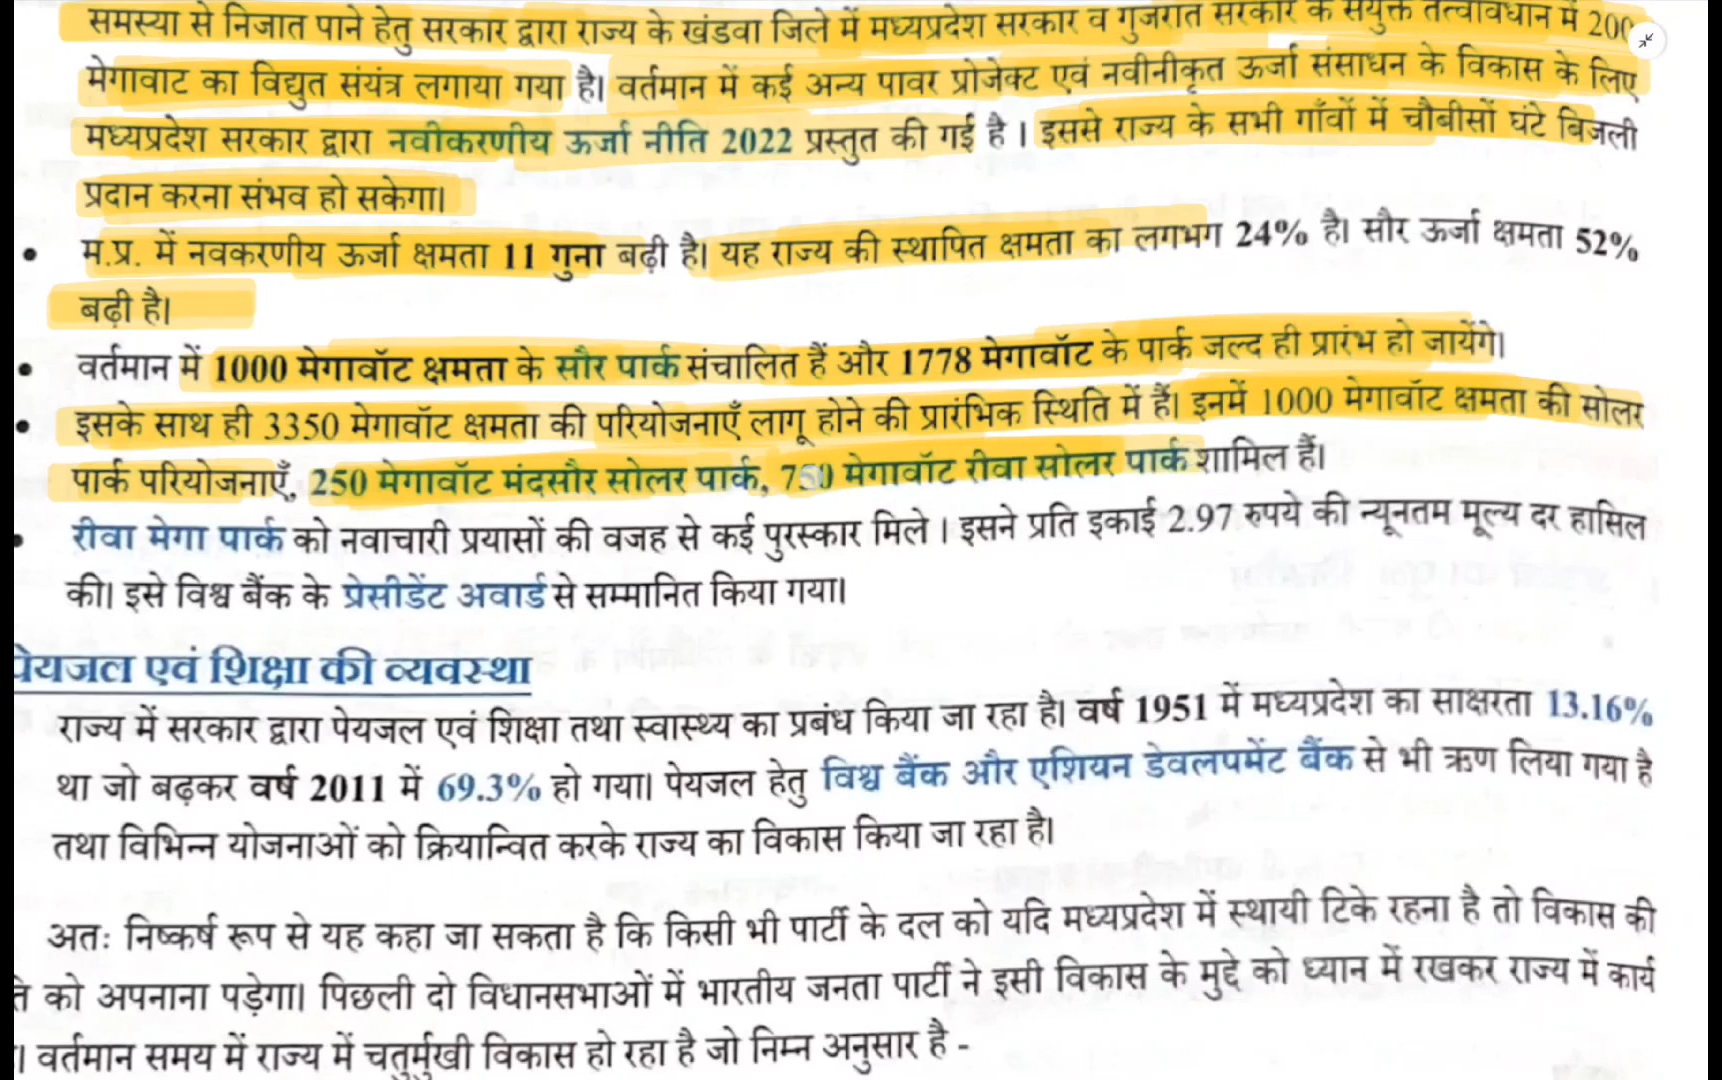 समस्या से निजात पाने हेतु सरकार द्वारा राज्य के खंडवा जिले में मध्यप्रदेश सरकार व गुजरात सरकार के संयुक्त तत्वावधान में
मेगावाट का विद्युत संयंत्र लगाया गया है। वर्तमान में कई अन्य पावर प्रोजेक्ट एवं नवीनीकृत ऊर्जा संसाधन के विकास के लिए
मध्यप्रदेश सरकार द्वारा नवीकरणीय ऊर्जा नीति 2022 प्रस्तुत की गई है । इससे राज्य के सभी गाँवों में चौबीसों घंटे बिजली
प्रदान करना संभव हो सकेगा।
• म.प्र. में नवकरणीय ऊर्जा क्षमता 11 गुना बढ़ी है। यह राज्य की स्थापित क्षमता का लगभग 24% है। सौर ऊर्जा क्षमता 52%
बढ़ी है।
• वर्तमान में 1000 मेगावॉट क्षमता के सौर पार्क संचालित हैं और 1778 मेगावॉट के पार्क जल्द ही प्रारंभ हो जायेंगे।
• इसके साथ ही 3350 मेगावॉट क्षमता की परियोजनाएँ लागू होने की प्रारंभिक स्थिति में हैं। इनमें 1000 मेगावॉट क्षमता की सोलर
पार्क परियोजनाएँ, 250 मेगावॉट मंदसौर सोलर पार्क, 750 मेगावॉट रीवा सोलर पार्क शामिल हैं।
• रीवा मेगा पार्क को नवाचारी प्रयासों की वजह से कई पुरस्कार मिले । इसने प्रति इकाई 2.97 रुपये की न्यूनतम मूल्य दर हासिल
की। इसे विश्व बैंक के प्रेसीडेंट अवार्ड से सम्मानित किया गया।
पेयजल एवं शिक्षा की व्यवस्था
राज्य में सरकार द्वारा पेयजल एवं शिक्षा तथा स्वास्थ्य का प्रबंध किया जा रहा है। वर्ष 1951 में मध्यप्रदेश का साक्षरता 13.16%
था जो बढ़कर वर्ष 2011 में 69.3% हो गया। पेयजल हेतु विश्व बैंक और एशियन डेवलपमेंट बैंक से भी ऋण लिया गया है
तथा विभिन्न योजनाओं को क्रियान्वित करके राज्य का विकास किया जा रहा है।
अतः निष्कर्ष रूप से यह कहा जा सकता है कि किसी भी पार्टी के दल को यदि मध्यप्रदेश में स्थायी टिके रहना है तो विकास की
को अपनाना पड़ेगा। पिछली दो विधानसभाओं में भारतीय जनता पार्टी ने इसी विकास के मुद्दे को ध्यान में रखकर राज्य में कार्य
। वर्तमान समय में राज्य में चतुर्मुखी विकास हो रहा है जो निम्न अनुसार है -